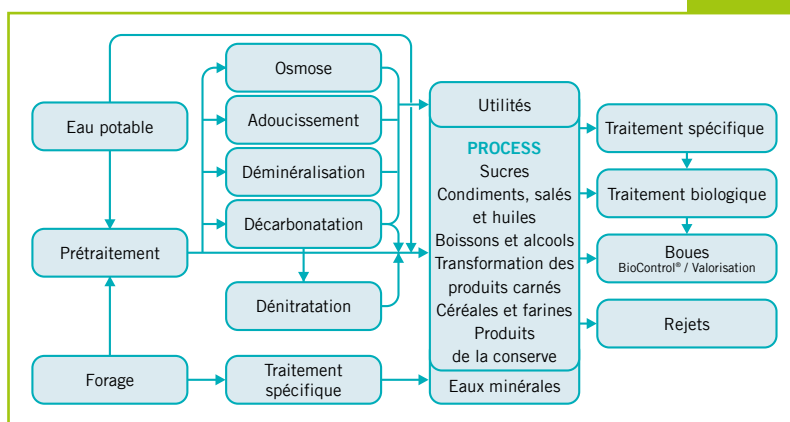 Eau potable
Prétraitement
Forage
Osmose
Adoucissement
Déminéralisation
Décarbonatation
Dénitratation
Traitement
spécifique
Utilités
PROCESS
Sucres
Condiments, salés
et huiles
Boissons et alcools
Transformation des
produits carnés
Céréales et farines
Produits
de la conserve
Eaux minérales
Traitement spécifique
Traitement biologique
Boues
BioControl® / Valorisation
Rejets